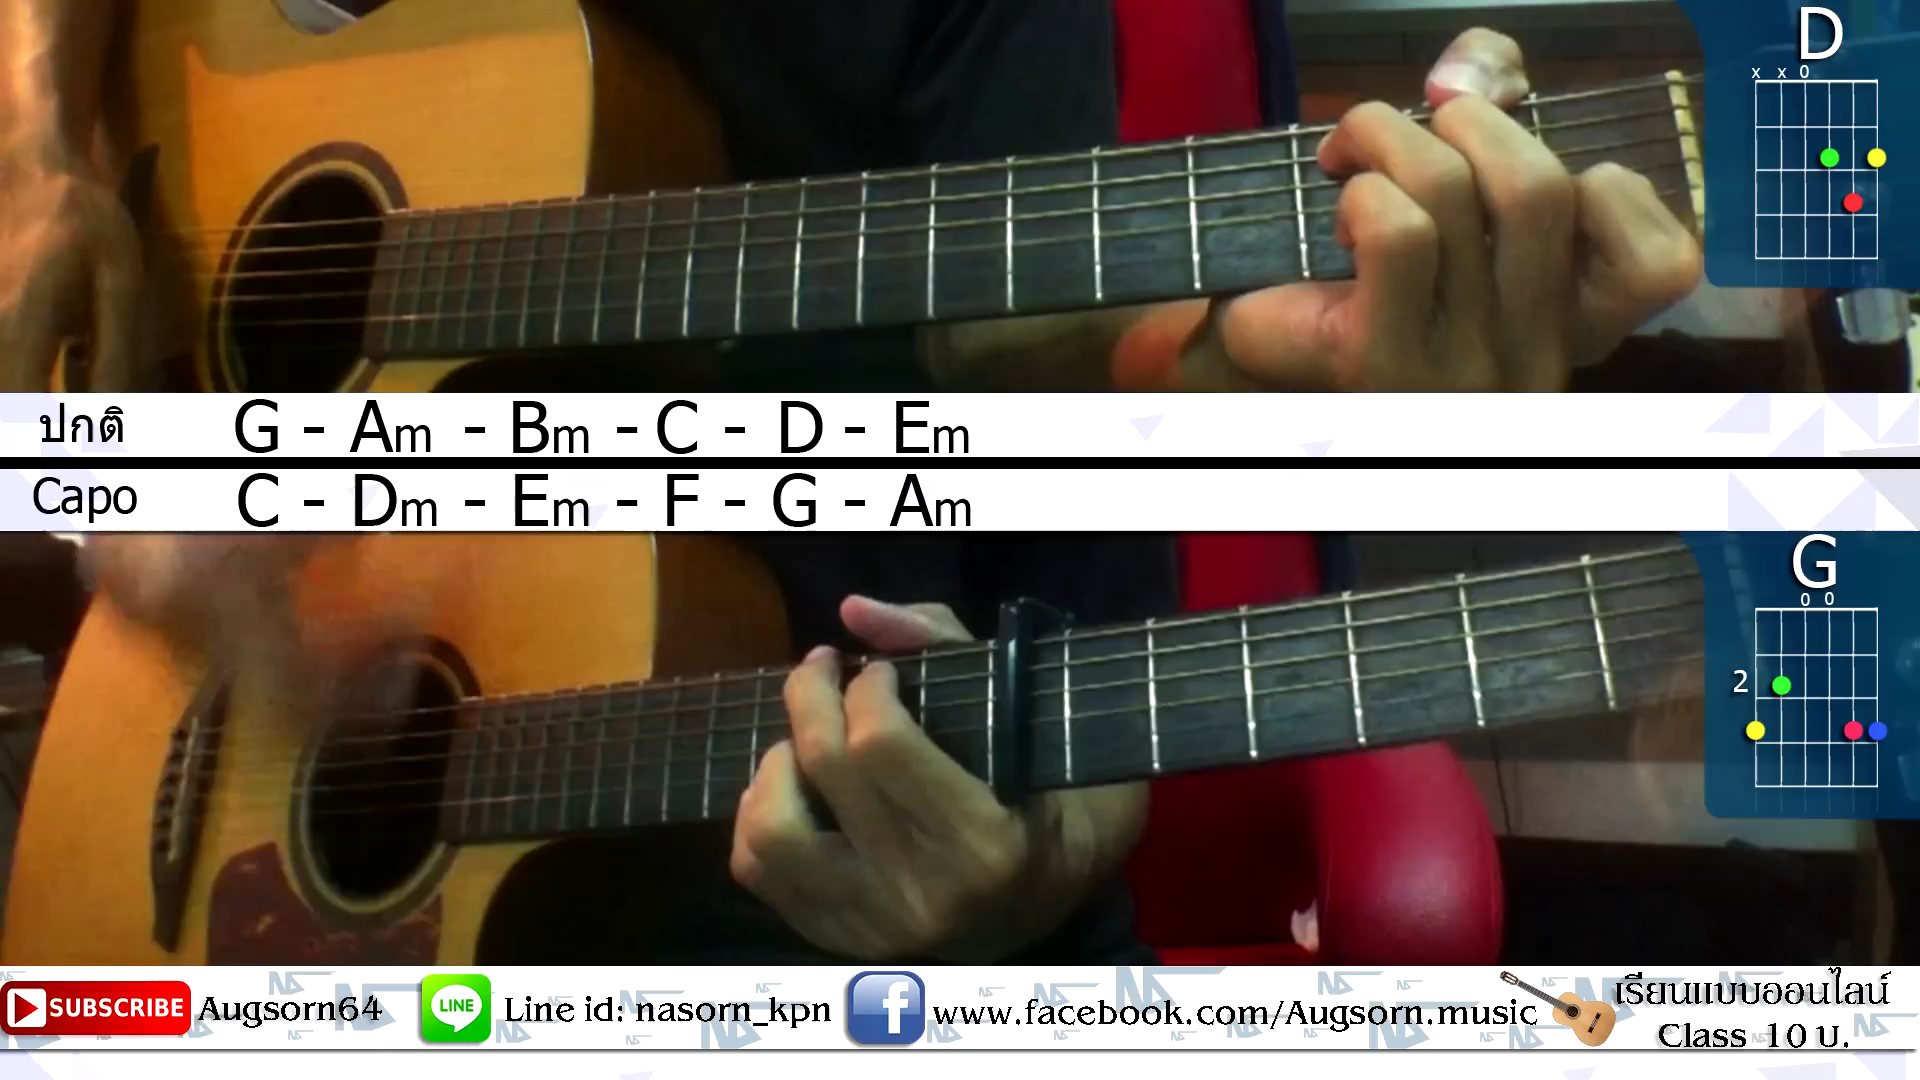 D
x x 0
ปกติ G - Am - Bm - C - D - Em
Capo C - Dm - Em - F - G - Am
G
0 0
2
SUBSCRIBE Augsorn64
LINE Line id: nasorn_kpn
f www.facebook.com/Augsorn.music
เรียนแบบออนไลน์
Class 10 บ.